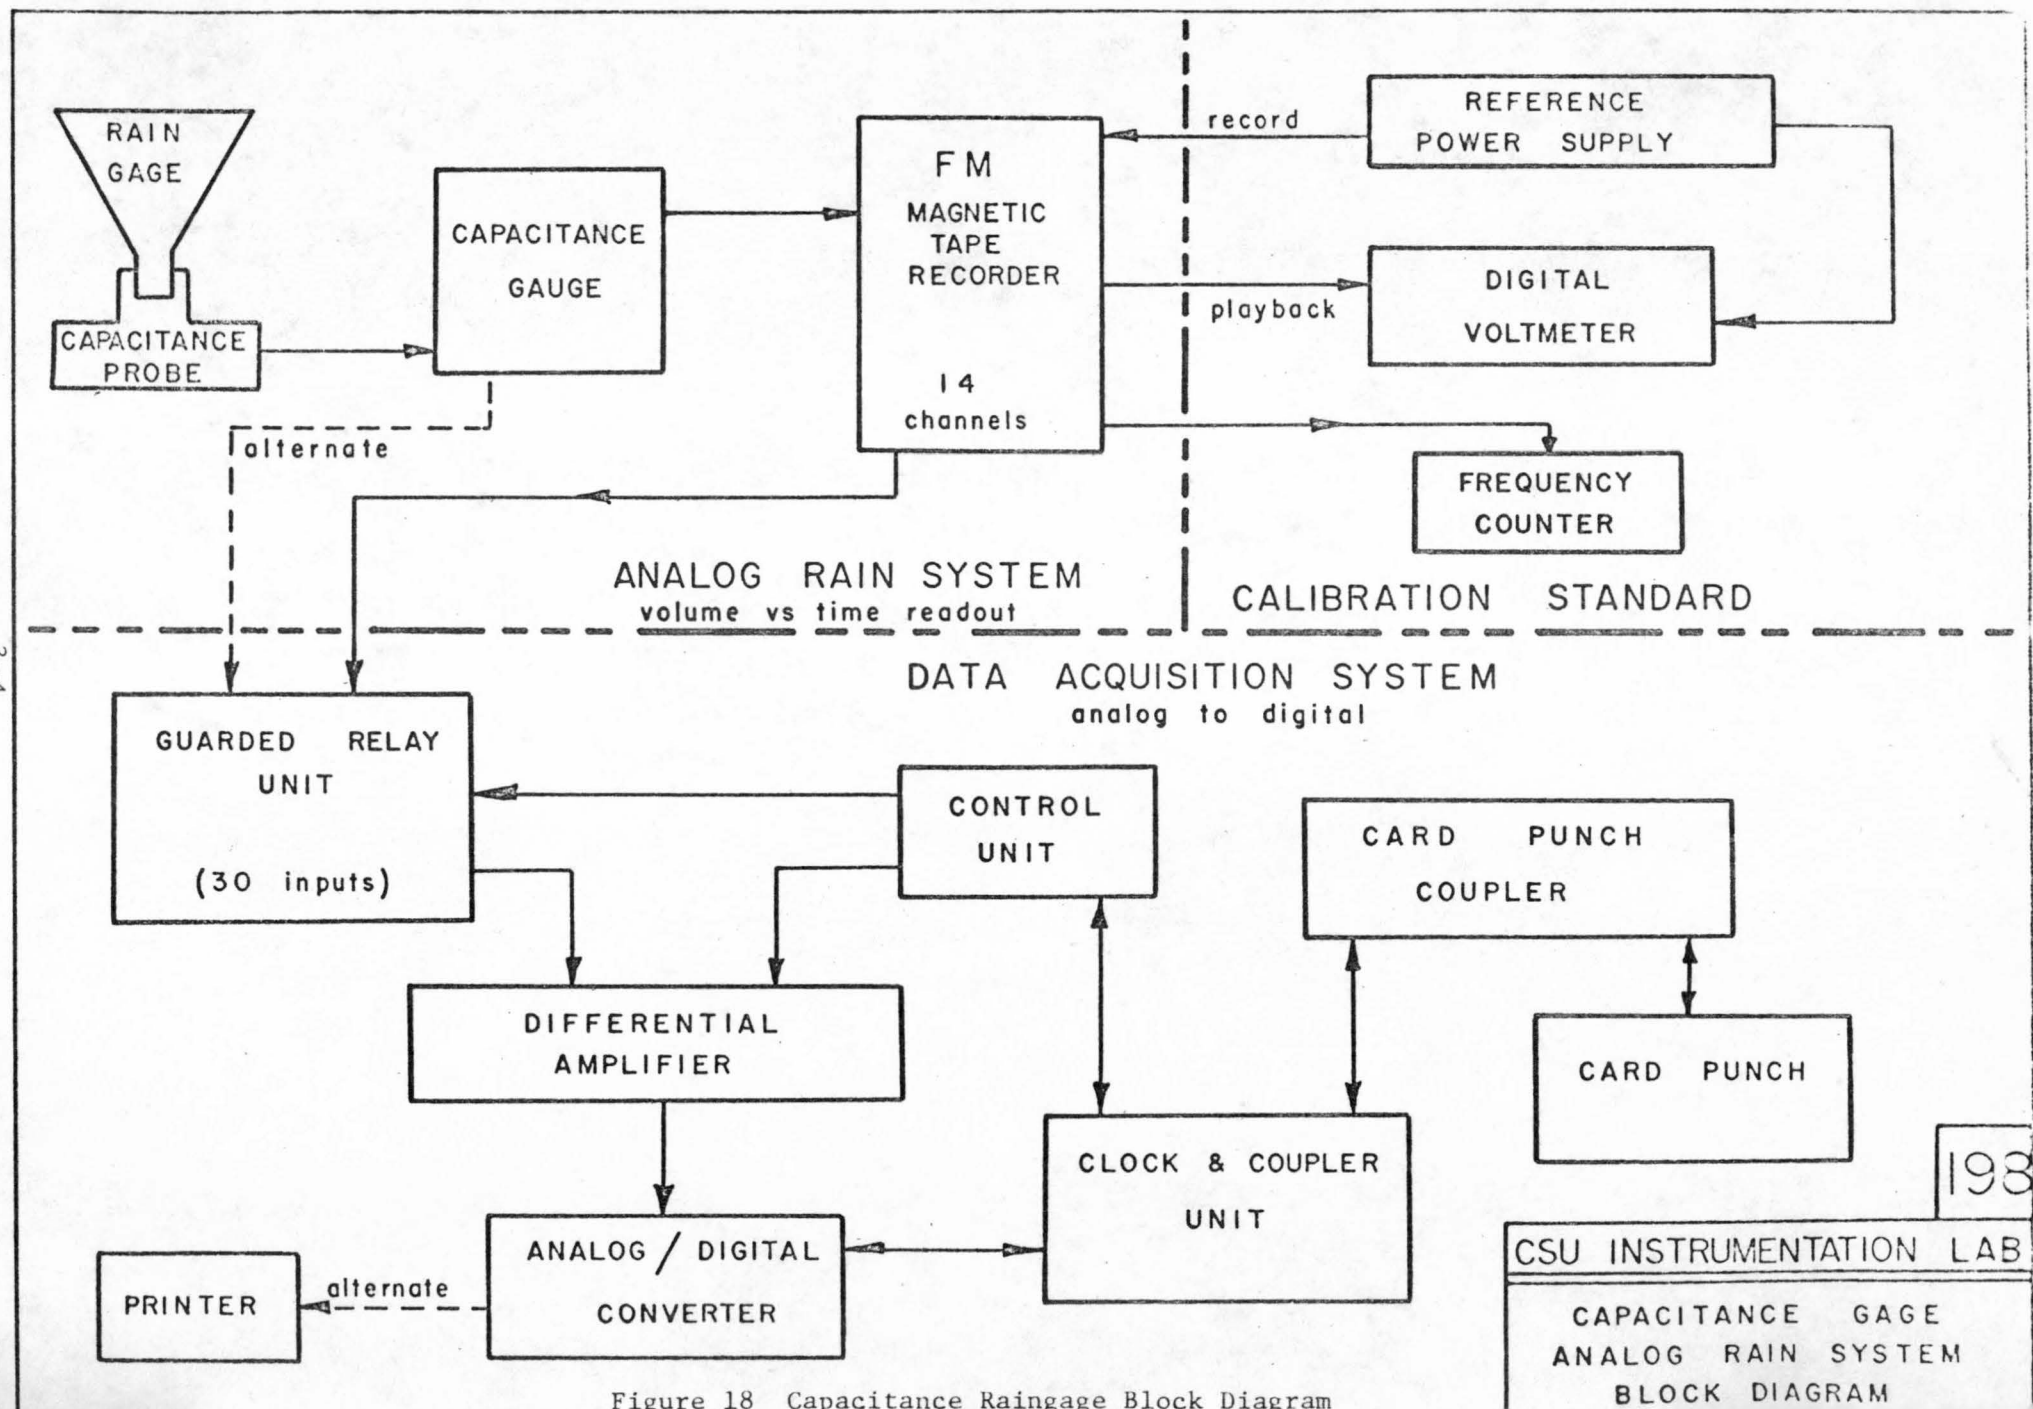 RAIN
GAGE
CAPACITANCE
PROBE
CAPACITANCE
GAUGE
alternate
FM
MAGNETIC
TAPE
RECORDER
14
channels
record
playback
REFERENCE
POWER SUPPLY
DIGITAL
VOLTMETER
FREQUENCY
COUNTER
ANALOG RAIN SYSTEM
volume vs time readout
CALIBRATION STANDARD
DATA ACQUISITION SYSTEM
analog to digital
GUARDED RELAY
UNIT
(30 inputs)
CONTROL
UNIT
CARD PUNCH
COUPLER
DIFFERENTIAL
AMPLIFIER
CARD PUNCH
CLOCK & COUPLER
UNIT
ANALOG / DIGITAL
CONVERTER
alternate
PRINTER
198
CSU INSTRUMENTATION LAB
CAPACITANCE GAGE
ANALOG RAIN SYSTEM
BLOCK DIAGRAM
Figure 18 Capacitance Raingage Block Diagram